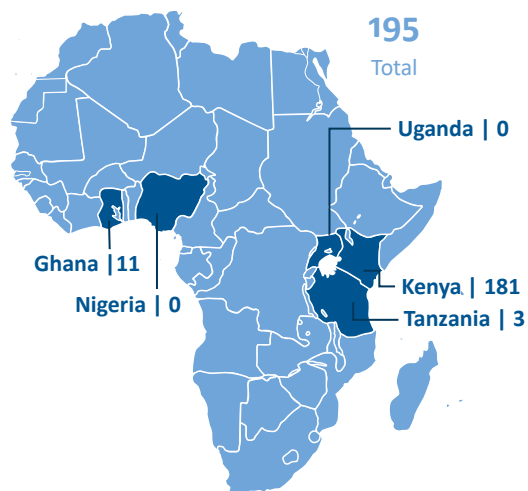 195
Total
Uganda | 0
Ghana |11
Nigeria | 0
Kenya | 181
Tanzania | 3